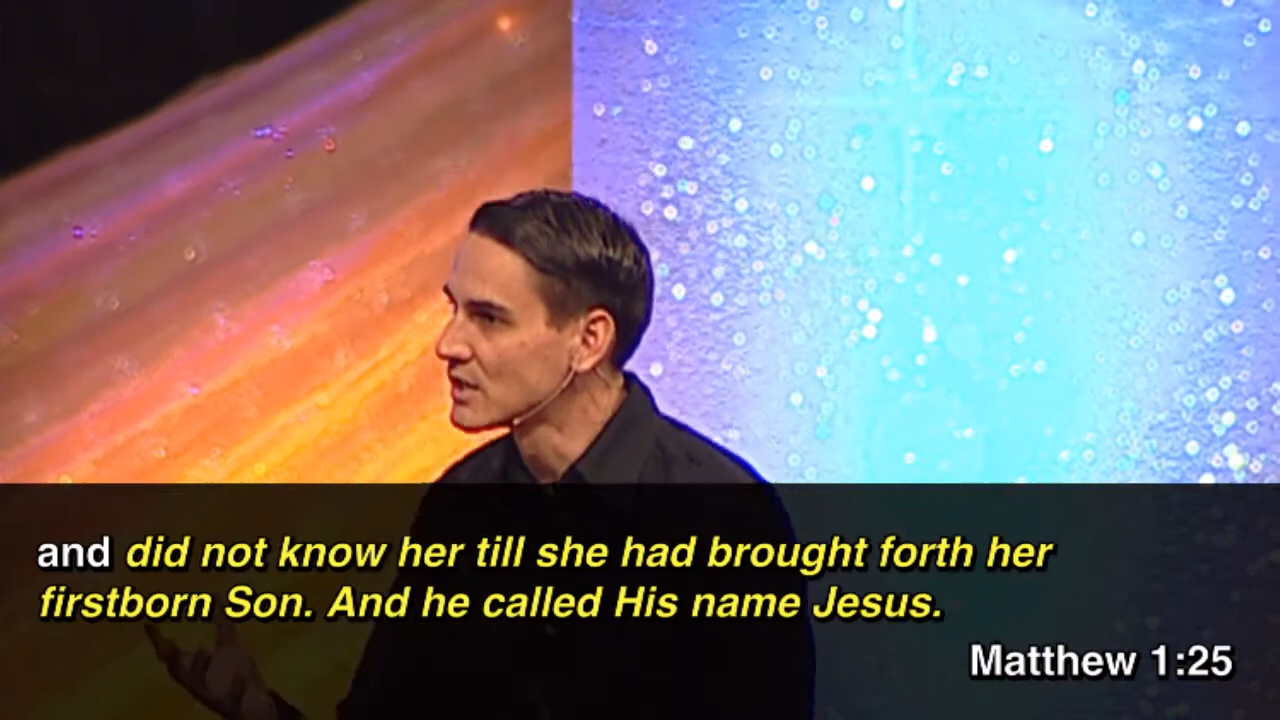 and did not know her till she had brought forth her
firstborn Son. And he called His name Jesus.
Matthew 1:25